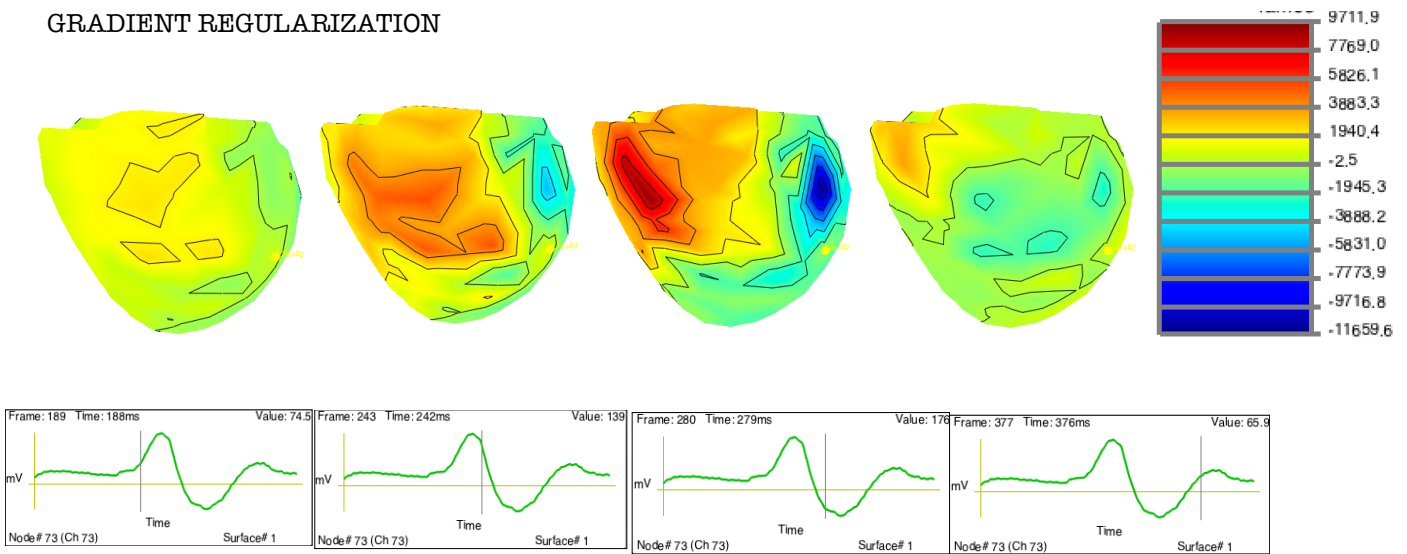 GRADIENT REGULARIZATION
9711.9
7769.0
5826.1
3883.3
1940.4
-2.5
-1945.3
-3888.2
-5831.0
-7773.9
-9716.8
-11659.6
Frame: 189 Time: 188ms Value: 74.5
mV
Time
Node# 73 (Ch 73) Surface# 1
Frame: 243 Time: 242ms Value: 139
mV
Time
Node# 73 (Ch 73) Surface# 1
Frame: 280 Time: 279ms Value: 176
mV
Time
Node# 73 (Ch 73) Surface# 1
Frame: 377 Time: 376ms Value: 65.9
mV
Time
Node# 73 (Ch 73) Surface# 1